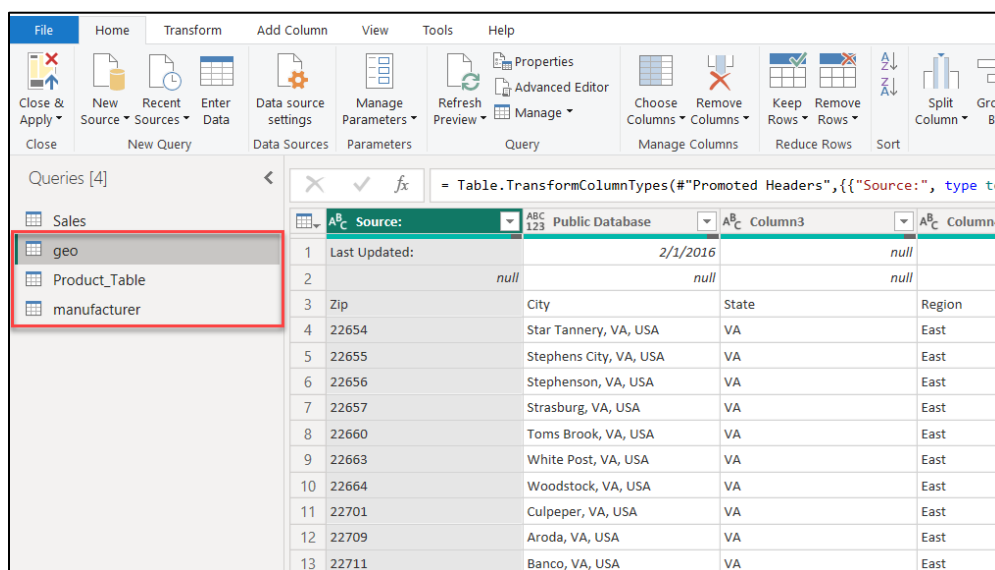 File Home Transform Add Column View Tools Help
Close & Apply
New Source
Recent Sources
Enter Data
Data source settings
Manage Parameters
Refresh Preview
Properties
Advanced Editor
Manage
Choose Columns
Remove Columns
Keep Rows
Remove Rows
Split Column
Close New Query Data Sources Parameters Query Manage Columns Reduce Rows Sort
Queries [4]
fx = Table.TransformColumnTypes(#"Promoted Headers",{{"Source:", type
Sales
geo
Product_Table
manufacturer
ABC Source: ABC 123 Public Database ABC Column3 ABC
1 Last Updated: 2/1/2016 null
2 null null null
3 Zip City State Region
4 22654 Star Tannery, VA, USA VA East
5 22655 Stephens City, VA, USA VA East
6 22656 Stephenson, VA, USA VA East
7 22657 Strasburg, VA, USA VA East
8 22660 Toms Brook, VA, USA VA East
9 22663 White Post, VA, USA VA East
10 22664 Woodstock, VA, USA VA East
11 22701 Culpeper, VA, USA VA East
12 22709 Aroda, VA, USA VA East
13 22711 Banco, VA, USA VA East